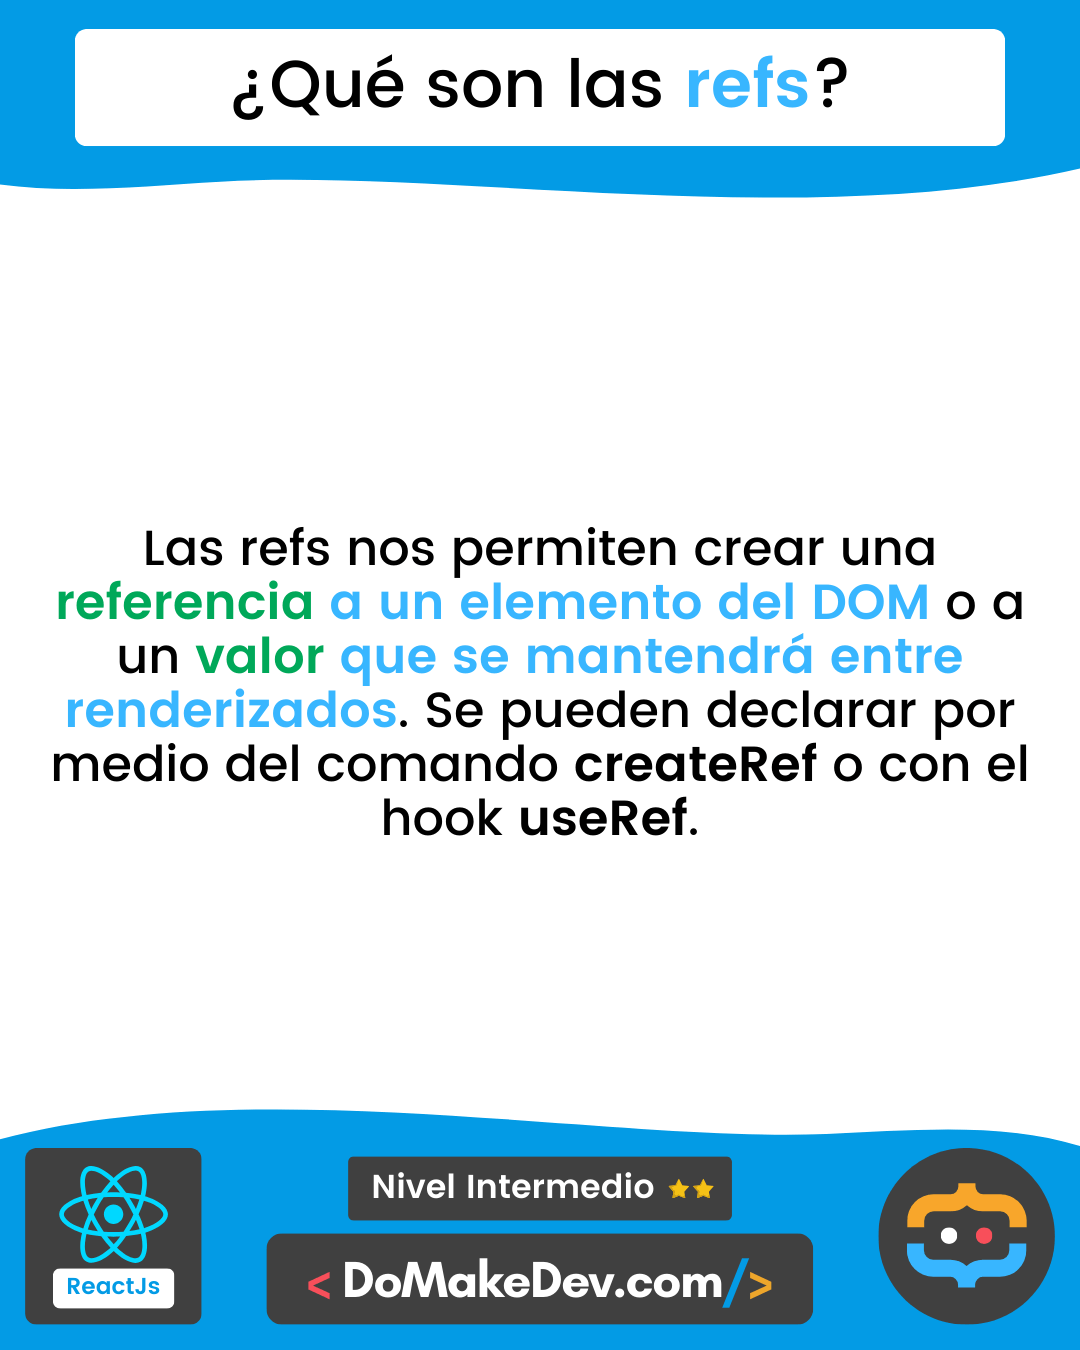 ¿Qué son las refs?
Las refs nos permiten crear una
referencia a un elemento del DOM o a
un valor que se mantendrá entre
renderizados. Se pueden declarar por
medio del comando createRef o con el
hook useRef.
Nivel Intermedio
ReactJs
< DoMakeDev.com/>